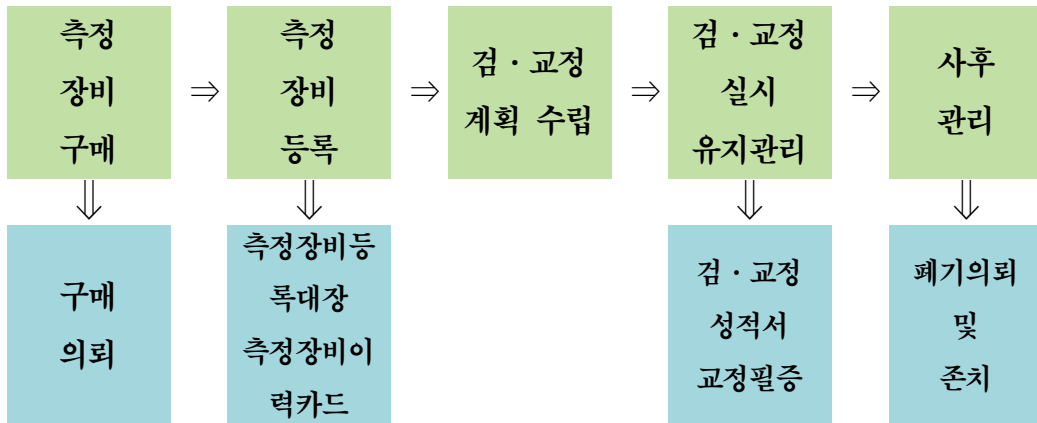 측정
장비
구매
⇒
측정
장비
등록
⇒
검·교정
계획 수립
⇒
검·교정
실시
유지관리
⇒
사후
관리
⇓
⇓
⇓
⇓
구매
의뢰
측정장비등
록대장
측정장비이
력카드
검·교정
성적서
교정필증
폐기의뢰
및
존치